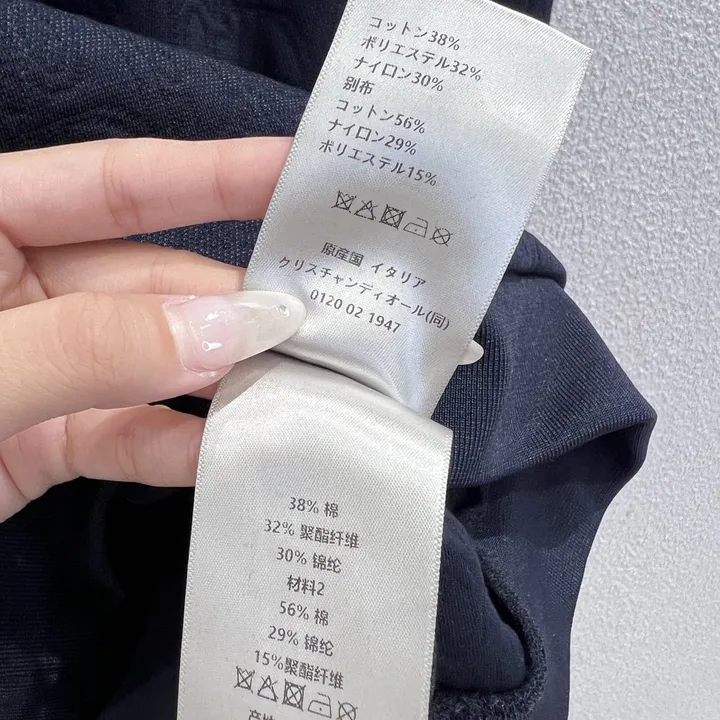 コットン38%
ポリエステル32%
ナイロン30%
別布
コットン56%
ナイロン29%
ポリエステル15%
原産国 イタリア
クリスチャンディオール(同)
0120 02 1947
38% 棉
32% 聚酯纤维
30% 锦纶
材料2
56% 棉
29% 锦纶
15%聚酯纤维